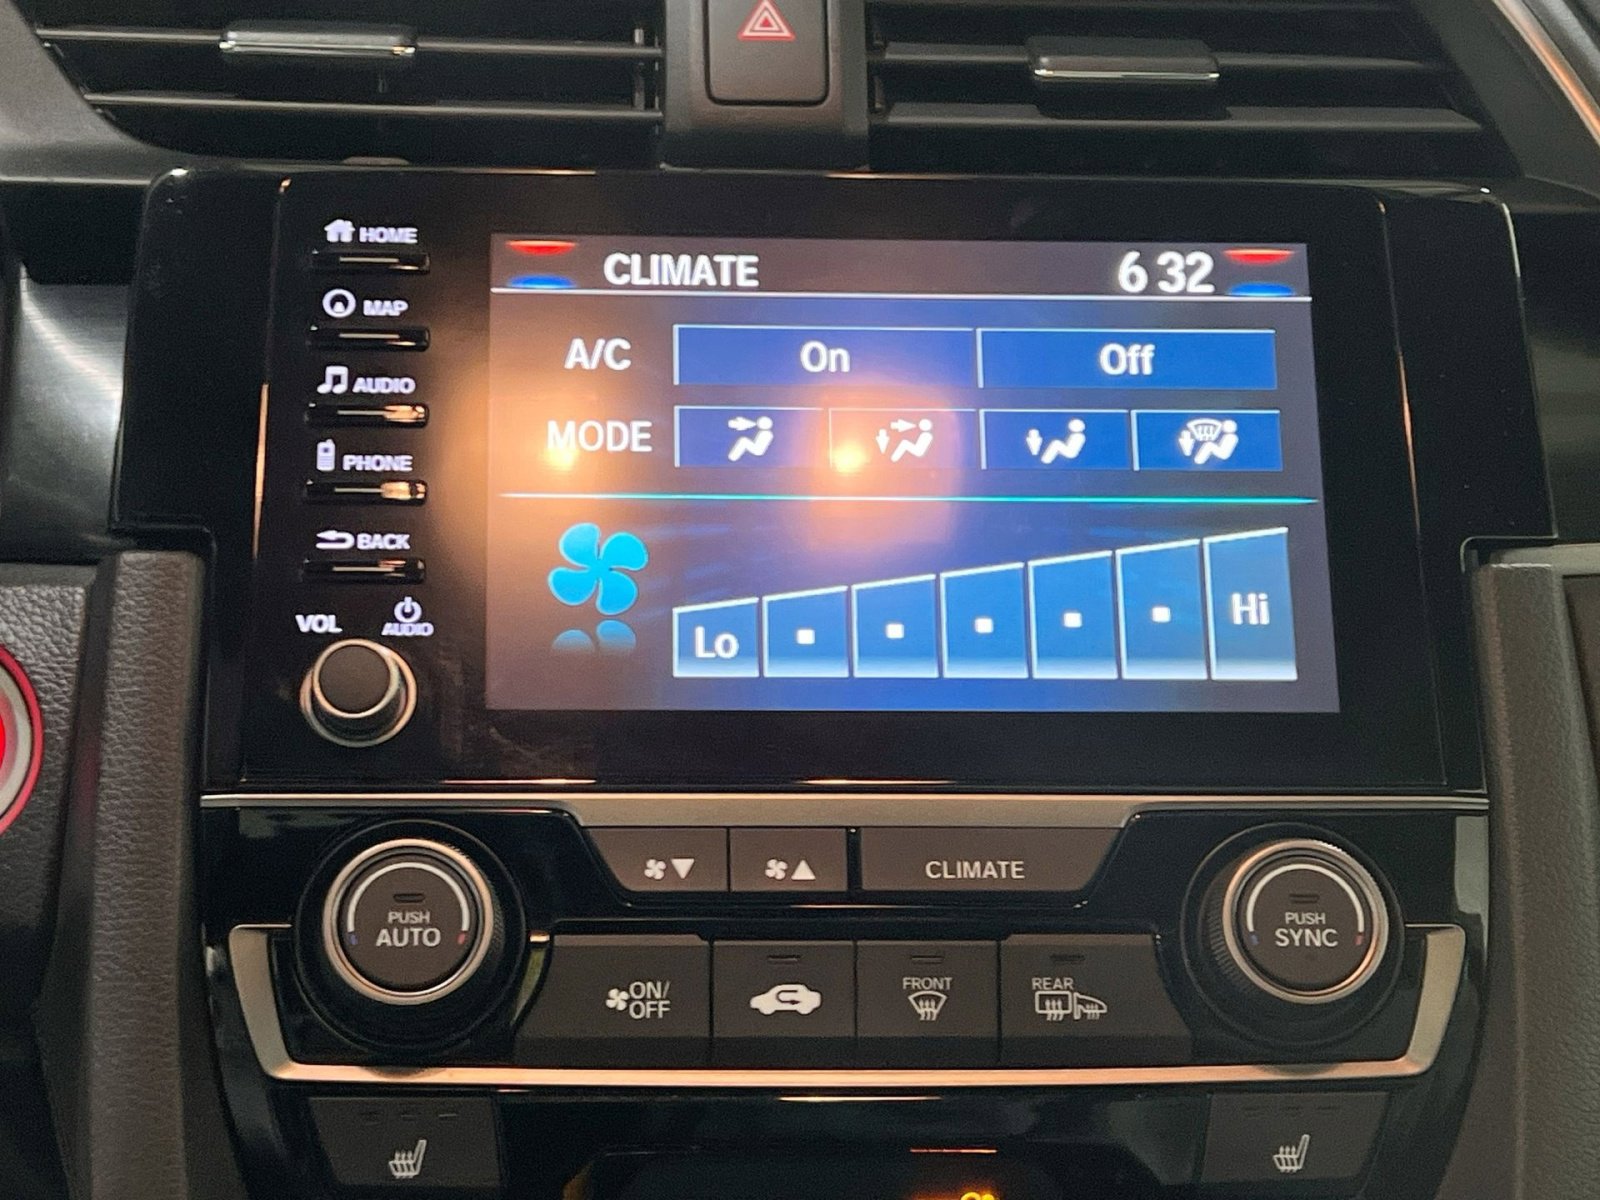 HOME
CLIMATE 6 32
MAP
A/C On Off
AUDIO
MODE
PHONE
BACK
VOL AUDIO
Lo Hi
CLIMATE
PUSH
AUTO
PUSH
SYNC
ON/
OFF
FRONT
REAR